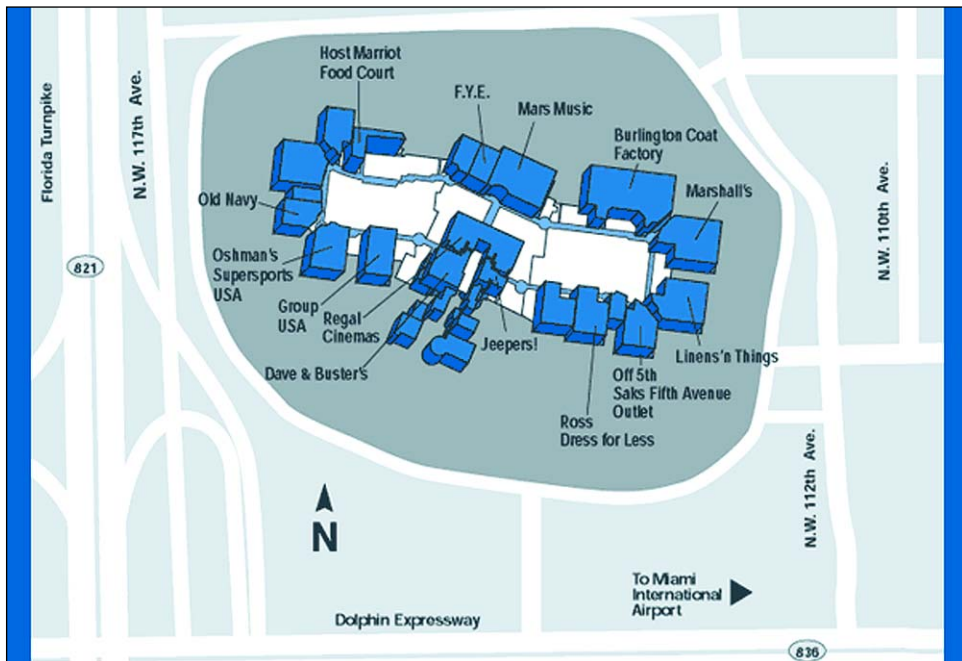 Host Marriot
Food Court
F.Y.E.
Mars Music
Burlington Coat
Factory
Marshall's
Old Navy
Oshman's
Supersports
USA
Group
USA
Regal
Cinemas
Dave & Buster's
Jeepers!
Ross
Dress for Less
Off 5th
Saks Fifth Avenue
Outlet
Linens'n Things
Florida Turnpike
N.W. 117th Ave.
N.W. 110th Ave.
N.W. 112th Ave.
821
N
To Miami
International
Airport
Dolphin Expressway
836